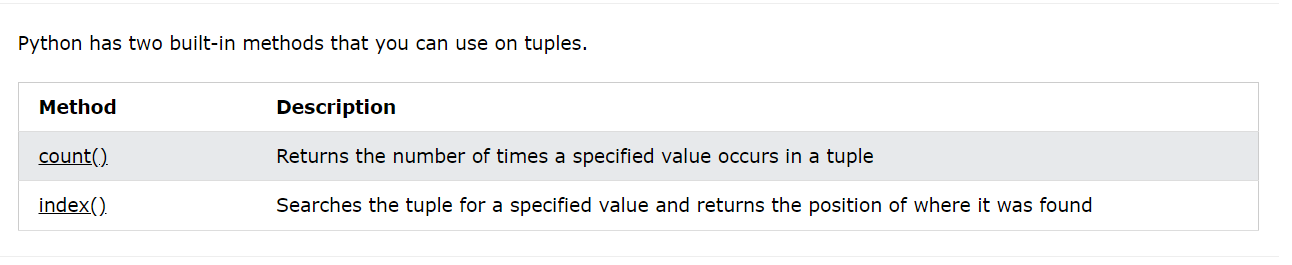 Python has two built-in methods that you can use on tuples.
Method Description
count() Returns the number of times a specified value occurs in a tuple
index() Searches the tuple for a specified value and returns the position of where it was found